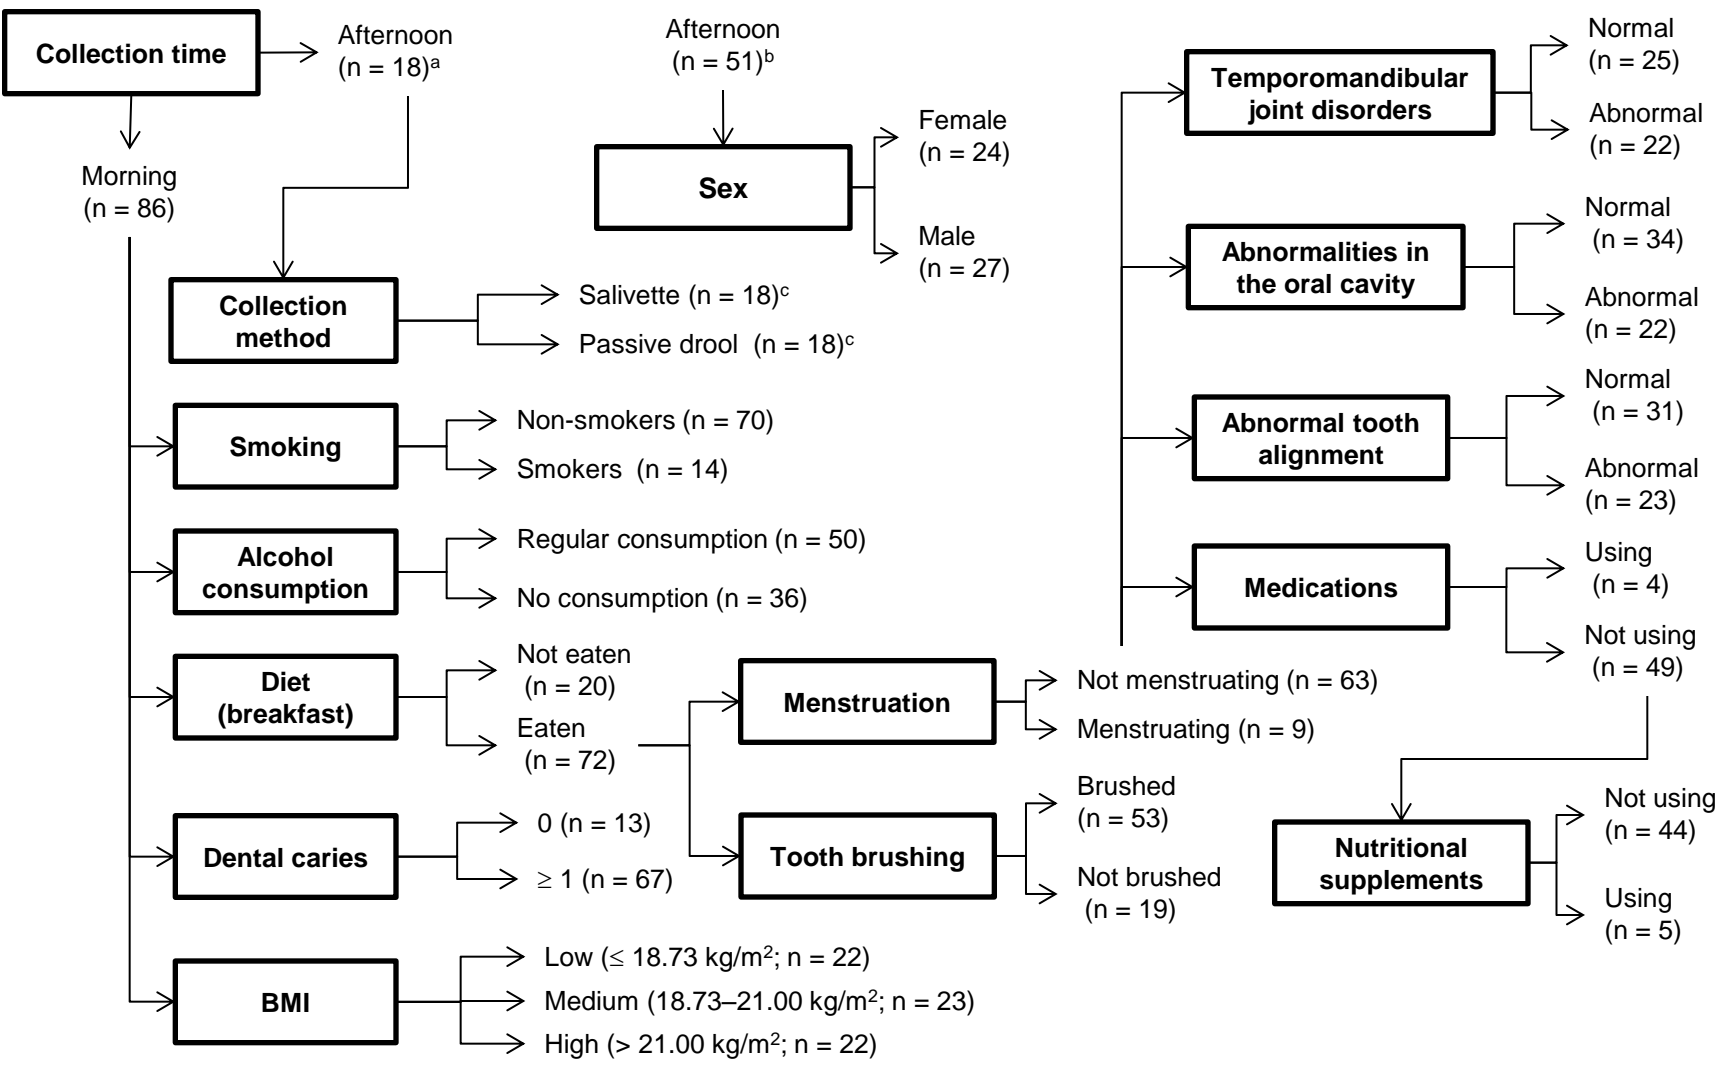 Collection time
Afternoon
(n = 18)ᵃ
Morning
(n = 86)
Afternoon
(n = 51)ᵇ
Sex
Female
(n = 24)
Male
(n = 27)
Collection
method
Salivette (n = 18)ᶜ
Passive drool (n = 18)ᶜ
Smoking
Non-smokers (n = 70)
Smokers (n = 14)
Alcohol
consumption
Regular consumption (n = 50)
No consumption (n = 36)
Diet
(breakfast)
Not eaten
(n = 20)
Eaten
(n = 72)
Menstruation
Not menstruating (n = 63)
Menstruating (n = 9)
Tooth brushing
Brushed
(n = 53)
Not brushed
(n = 19)
Dental caries
0 (n = 13)
≥ 1 (n = 67)
BMI
Low (≤ 18.73 kg/m²; n = 22)
Medium (18.73–21.00 kg/m²; n = 23)
High (> 21.00 kg/m²; n = 22)
Temporomandibular
joint disorders
Normal
(n = 25)
Abnormal
(n = 22)
Abnormalities in
the oral cavity
Normal
(n = 34)
Abnormal
(n = 22)
Abnormal tooth
alignment
Normal
(n = 31)
Abnormal
(n = 23)
Medications
Using
(n = 4)
Not using
(n = 49)
Nutritional
supplements
Not using
(n = 44)
Using
(n = 5)